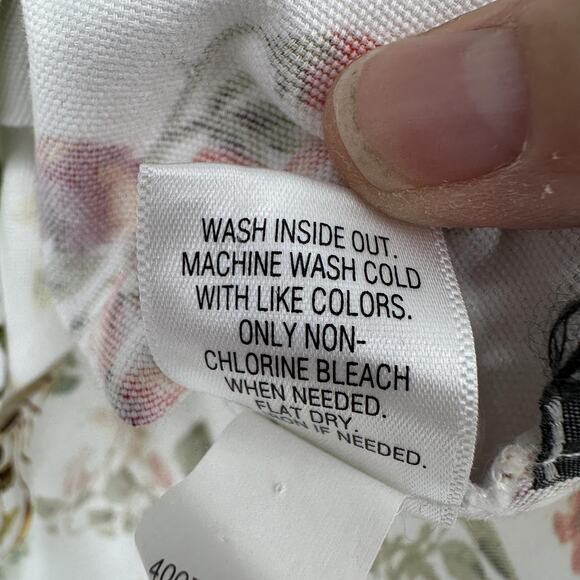 WASH INSIDE OUT.
MACHINE WASH COLD
WITH LIKE COLORS.
ONLY NON-
CHLORINE BLEACH
WHEN NEEDED.
FLAT DRY.
IF NEEDED.